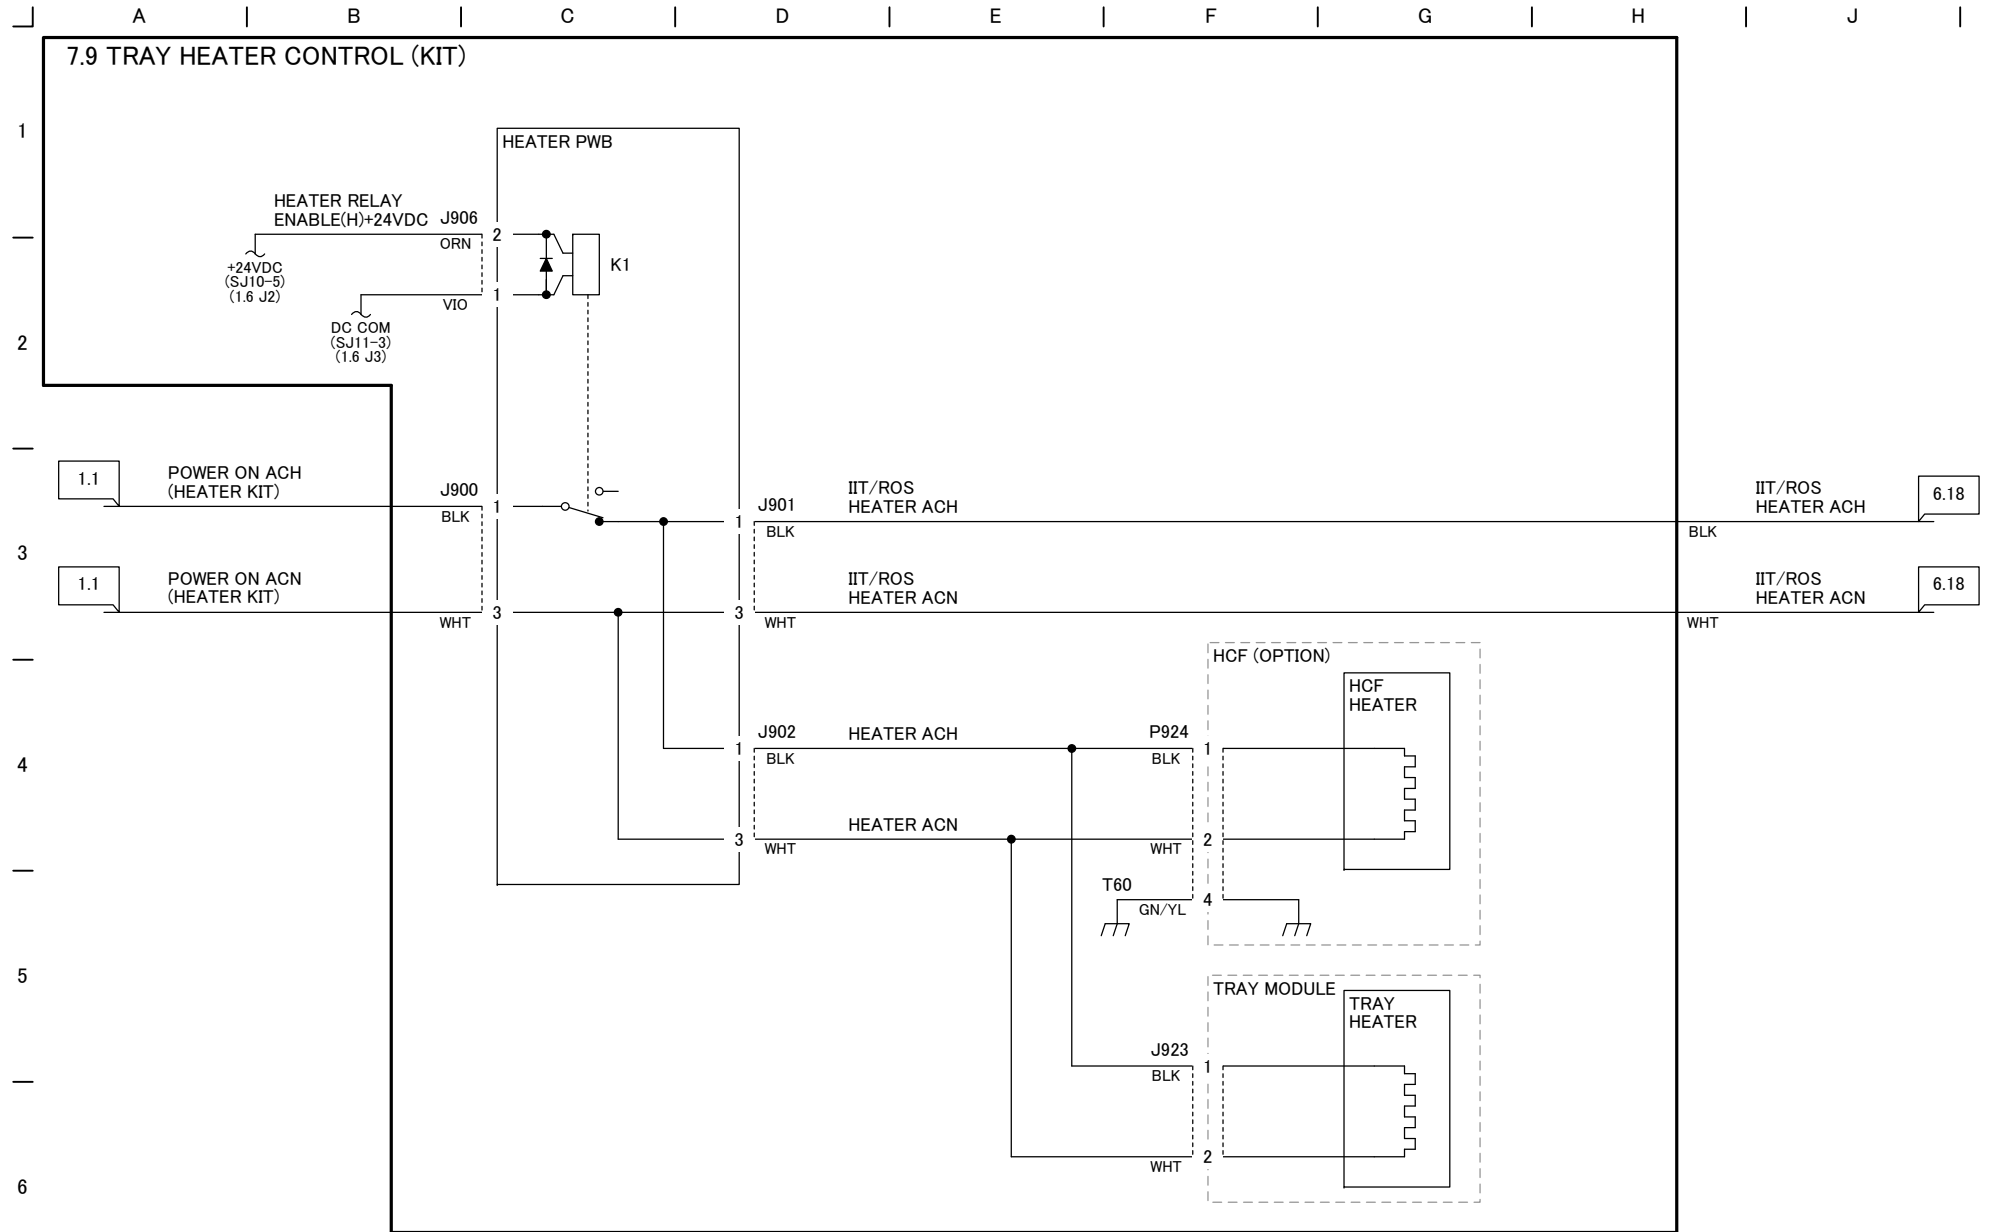 A B C D E F G H J
7.9 TRAY HEATER CONTROL (KIT)
1
HEATER PWB
HEATER RELAY
ENABLE(H)+24VDC J906
ORN
2
K1
+24VDC
(SJ10-5)
(1.6 J2)
VIO
1
DC COM
(SJ11-3)
(1.6 J3)
2
1.1
POWER ON ACH
(HEATER KIT)
J900
BLK
1
J901
1
BLK
IIT/ROS
HEATER ACH
BLK
IIT/ROS
HEATER ACH
6.18
3
1.1
POWER ON ACN
(HEATER KIT)
WHT
3
3
WHT
IIT/ROS
HEATER ACN
WHT
IIT/ROS
HEATER ACN
6.18
HCF (OPTION)
HCF
HEATER
4
J902
1
BLK
HEATER ACH
P924
BLK
1
3
WHT
HEATER ACN
WHT
2
T60
GN/YL
4
5
TRAY MODULE
TRAY
HEATER
J923
BLK
1
WHT
2
6